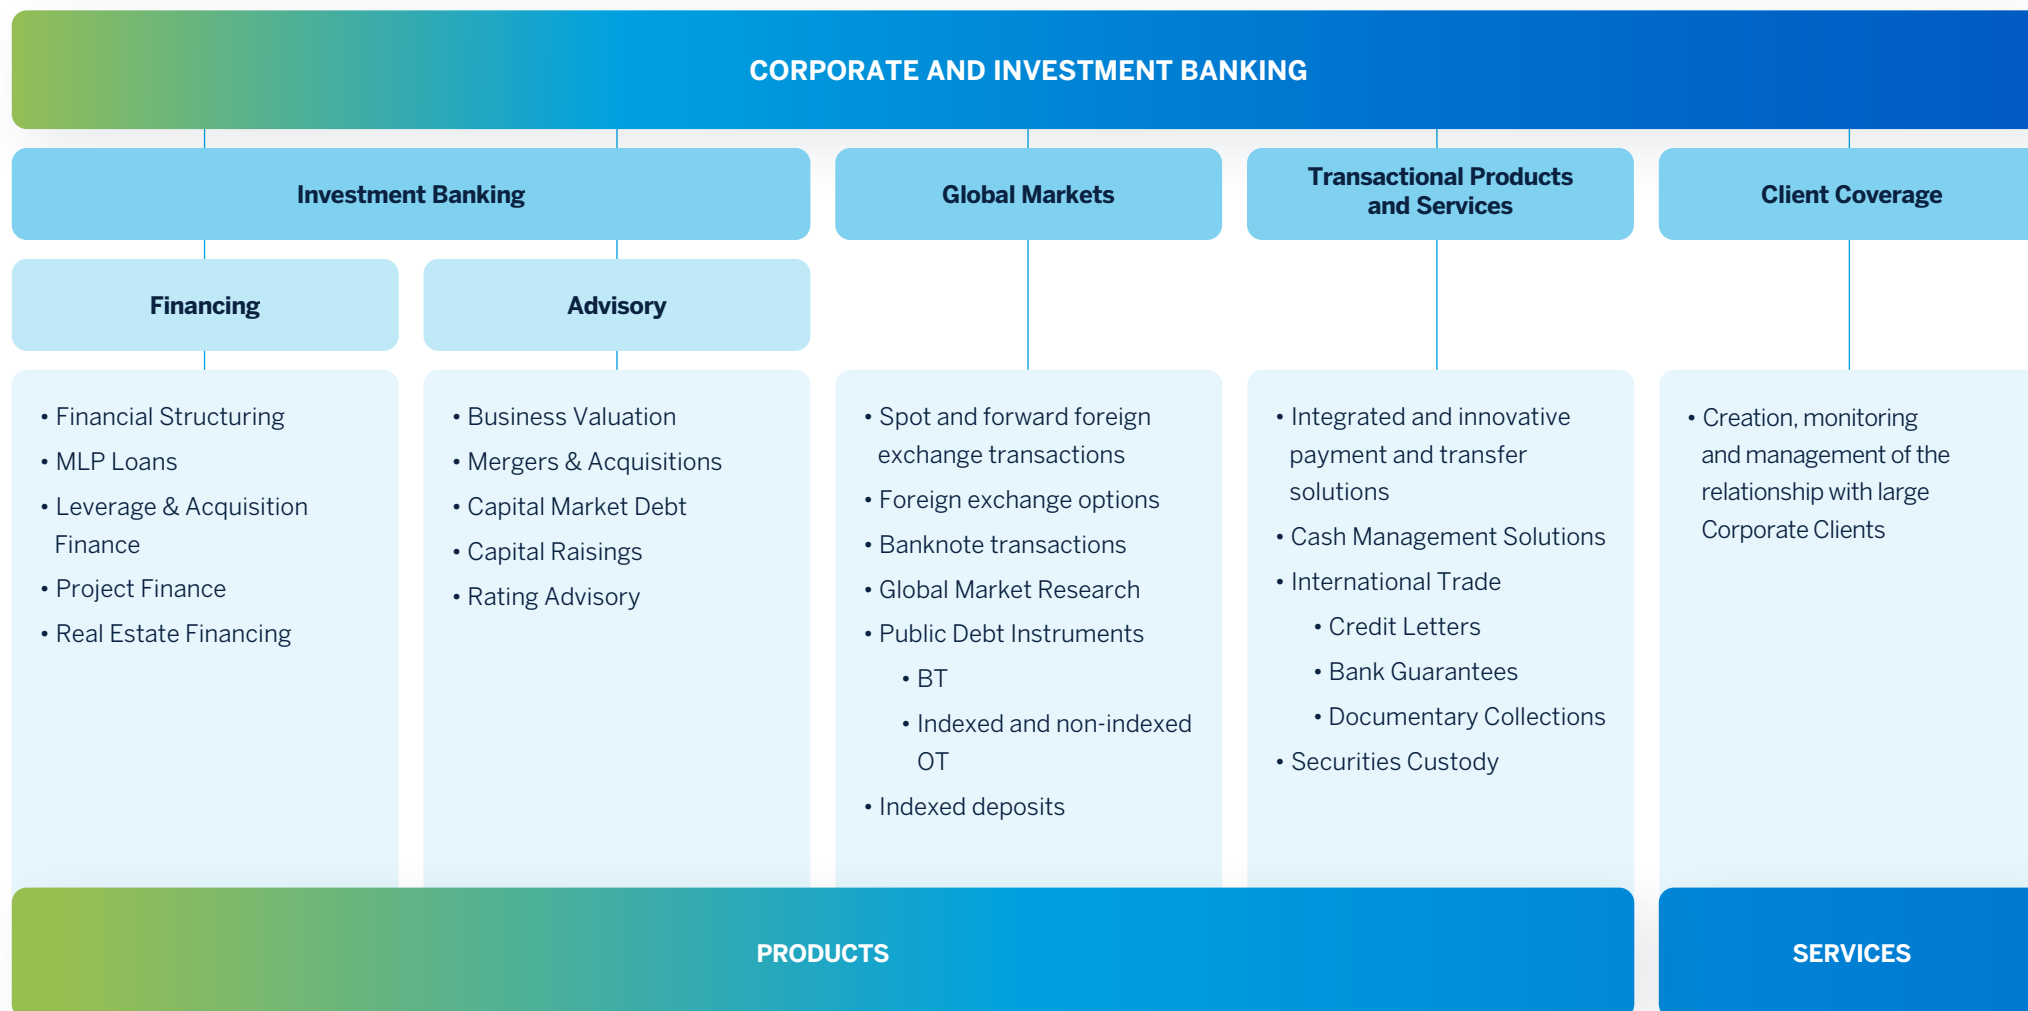 CORPORATE AND INVESTMENT BANKING
Investment Banking
Financing
• Financial Structuring
• MLP Loans
• Leverage & Acquisition
Finance
• Project Finance
• Real Estate Financing
Advisory
• Business Valuation
• Mergers & Acquisitions
• Capital Market Debt
• Capital Raisings
• Rating Advisory
Global Markets
• Spot and forward foreign
exchange transactions
• Foreign exchange options
• Banknote transactions
• Global Market Research
• Public Debt Instruments
• BT
• Indexed and non-indexed
OT
• Indexed deposits
Transactional Products
and Services
• Integrated and innovative
payment and transfer
solutions
• Cash Management Solutions
• International Trade
• Credit Letters
• Bank Guarantees
• Documentary Collections
• Securities Custody
Client Coverage
• Creation, monitoring
and management of the
relationship with large
Corporate Clients
PRODUCTS
SERVICES